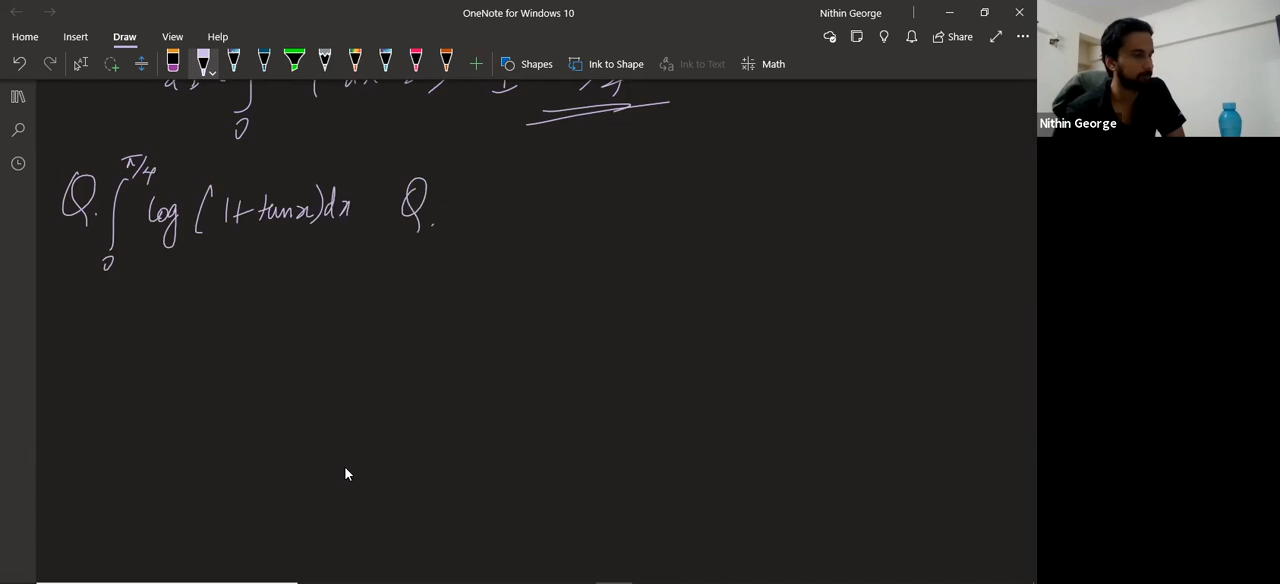 OneNote for Windows 10
Nithin George
Home Insert Draw View Help
Share
Shapes Ink to Shape Ink to Text Math
Nithin George
0
Q. ∫₀^π/4 log (1+tanx)dx Q.